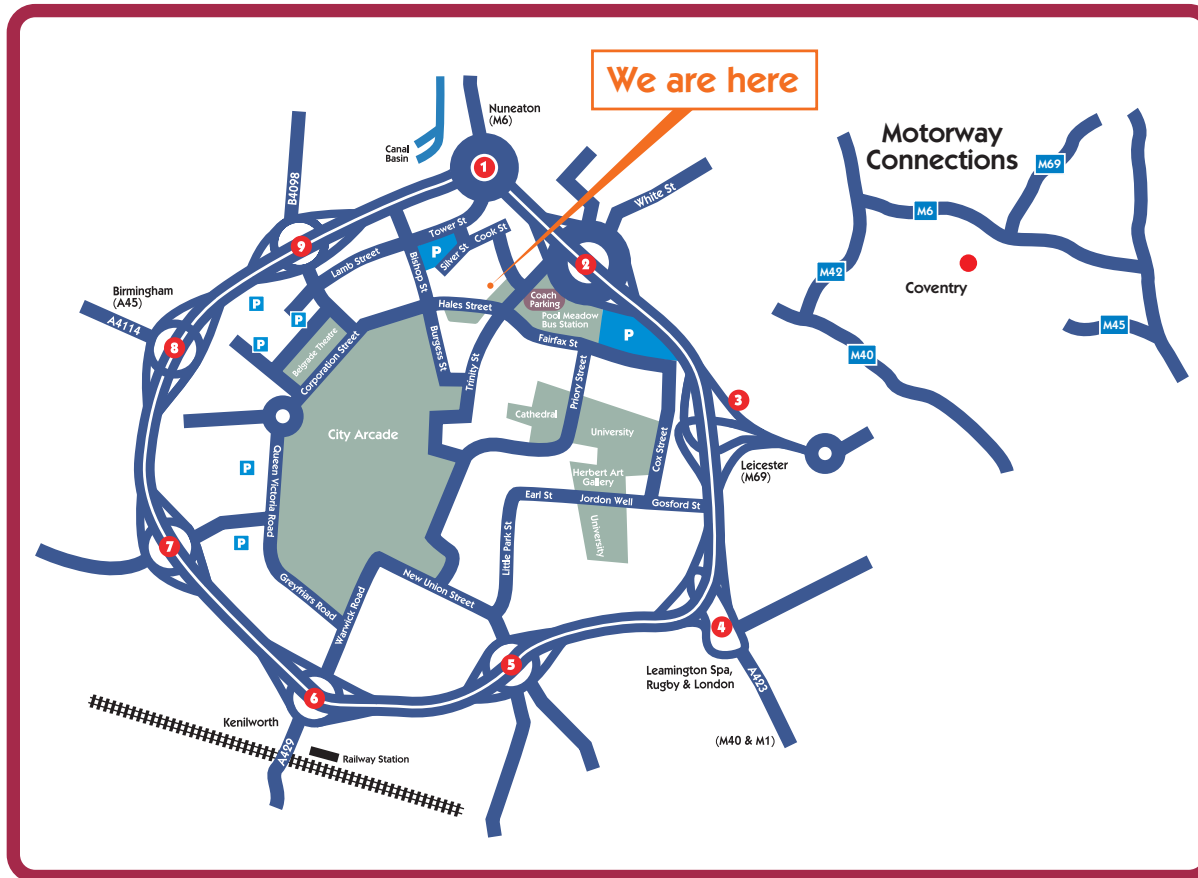 We are here
Nuneaton
(M6)
Canal
Basin
1
B4098
White St
Motorway
Connections
M69
M6
M42
Coventry
M45
M40
Tower St
Cook St
Silver St
P
Bishop St
Lamb Street
9
2
Birmingham
(A45)
A4114
8
P
P
P
Hales Street
Coach
Parking
Pool Meadow
Bus Station
P
Fairfax St
Belgrade Theatre
Corporation Street
Burgess St
Trinity St
Priory Street
3
Cathedral
University
City Arcade
Cox Street
Leicester
(M69)
Queen Victoria Road
P
Herbert Art
Gallery
Earl St
Jordon Well
Gosford St
University
Little Park St
7
P
Greyfriars Road
Warwick Road
New Union Street
4
5
Leamington Spa,
Rugby & London
A423
6
Kenilworth
A429
Railway Station
(M40 & M1)